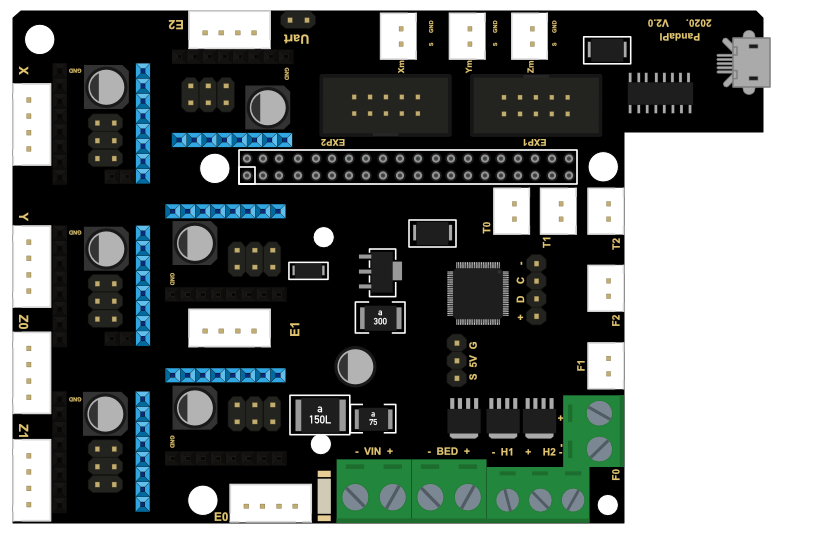 E2
Uart
GND
S
Xm
GND
S
Ym
GND
S
Zm
2020. V2.0
PandaPI
X
GND
GND
EXP2
EXP1
Y
GND
GND
T0
T1
T2
-
C
D
+
F2
Z0
E1
a
300
G
5V
S
F1
Z1
GND
GND
a
150L
a
75
+
-
- VIN +
- BED +
- H1 + H2 -
F0
E0